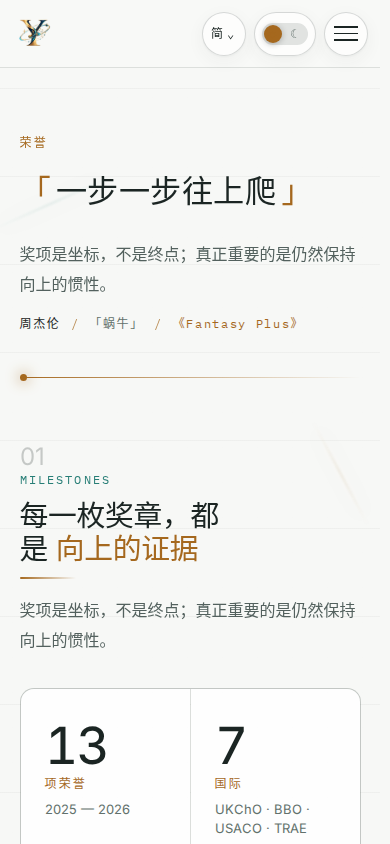 简
荣誉
「一步一步往上爬」
奖项是坐标，不是终点；真正重要的是仍然保持
向上的惯性。
周杰伦 / 「蜗牛」 / 《Fantasy Plus》
01
MILESTONES
每一枚奖章，都
是 向上的证据
奖项是坐标，不是终点；真正重要的是仍然保持
向上的惯性。
13
项荣誉
2025 — 2026
7
国际
UKChO · BBO ·
USACO · TRAE